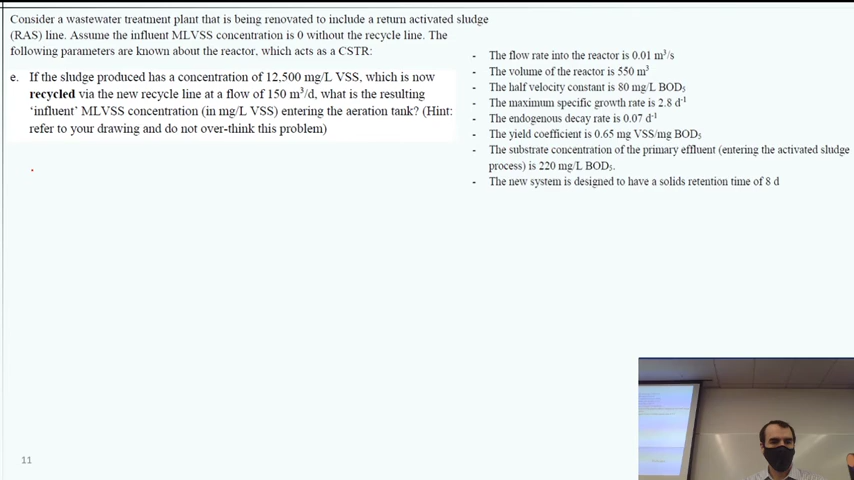 Consider a wastewater treatment plant that is being renovated to include a return activated sludge
(RAS) line. Assume the influent MLVSS concentration is 0 without the recycle line. The
following parameters are known about the reactor, which acts as a CSTR:
e. If the sludge produced has a concentration of 12,500 mg/L VSS, which is now
recycled via the new recycle line at a flow of 150 m³/d, what is the resulting
‘influent’ MLVSS concentration (in mg/L VSS) entering the aeration tank? (Hint:
refer to your drawing and do not over-think this problem)
- The flow rate into the reactor is 0.01 m³/s
- The volume of the reactor is 550 m³
- The half velocity constant is 80 mg/L BOD₅
- The maximum specific growth rate is 2.8 d⁻¹
- The endogenous decay rate is 0.07 d⁻¹
- The yield coefficient is 0.65 mg VSS/mg BOD₅
- The substrate concentration of the primary effluent (entering the activated sludge
process) is 220 mg/L BOD₅.
- The new system is designed to have a solids retention time of 8 d
11